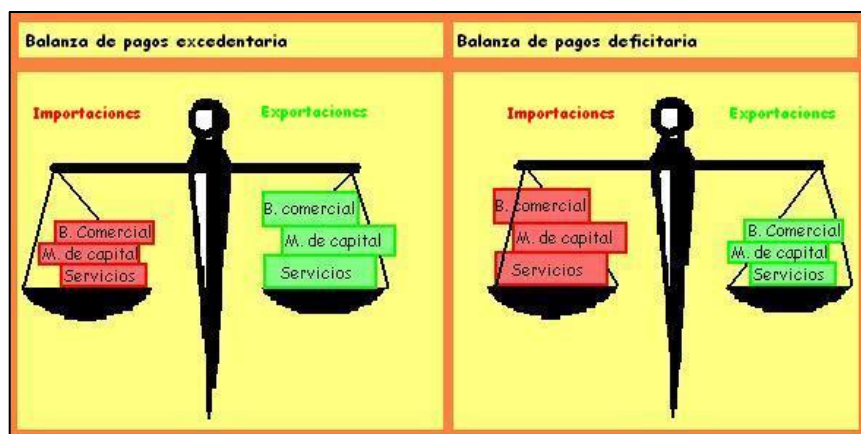 Balanza de pagos excedentaria
Importaciones
Exportaciones
B. Comercial
M. de capital
Servicios
B. comercial
M. de capital
Servicios
Balanza de pagos deficitaria
Importaciones
Exportaciones
B. comercial
M. de capital
Servicios
B. Comercial
M. de capital
Servicios